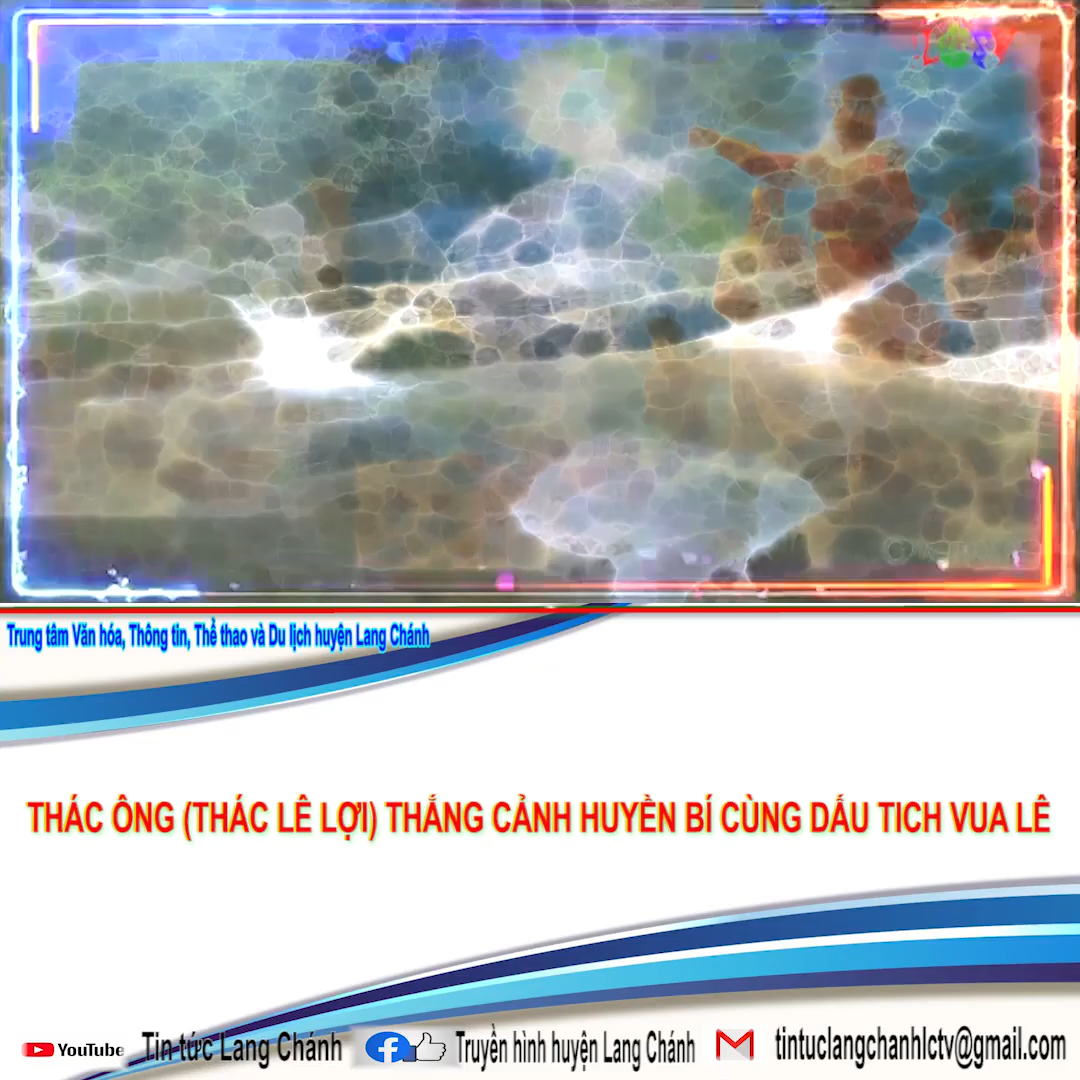 Trung tâm Văn hóa, Thông tin, Thể thao và Du lịch huyện Lang Chánh
THÁC ÔNG (THÁC LÊ LỢI) THẮNG CẢNH HUYỀN BÍ CÙNG DẤU TICH VUA LÊ
YouTube Tin tức Lang Chánh Truyền hình huyện Lang Chánh tintuclangchanhlctv@gmail.com